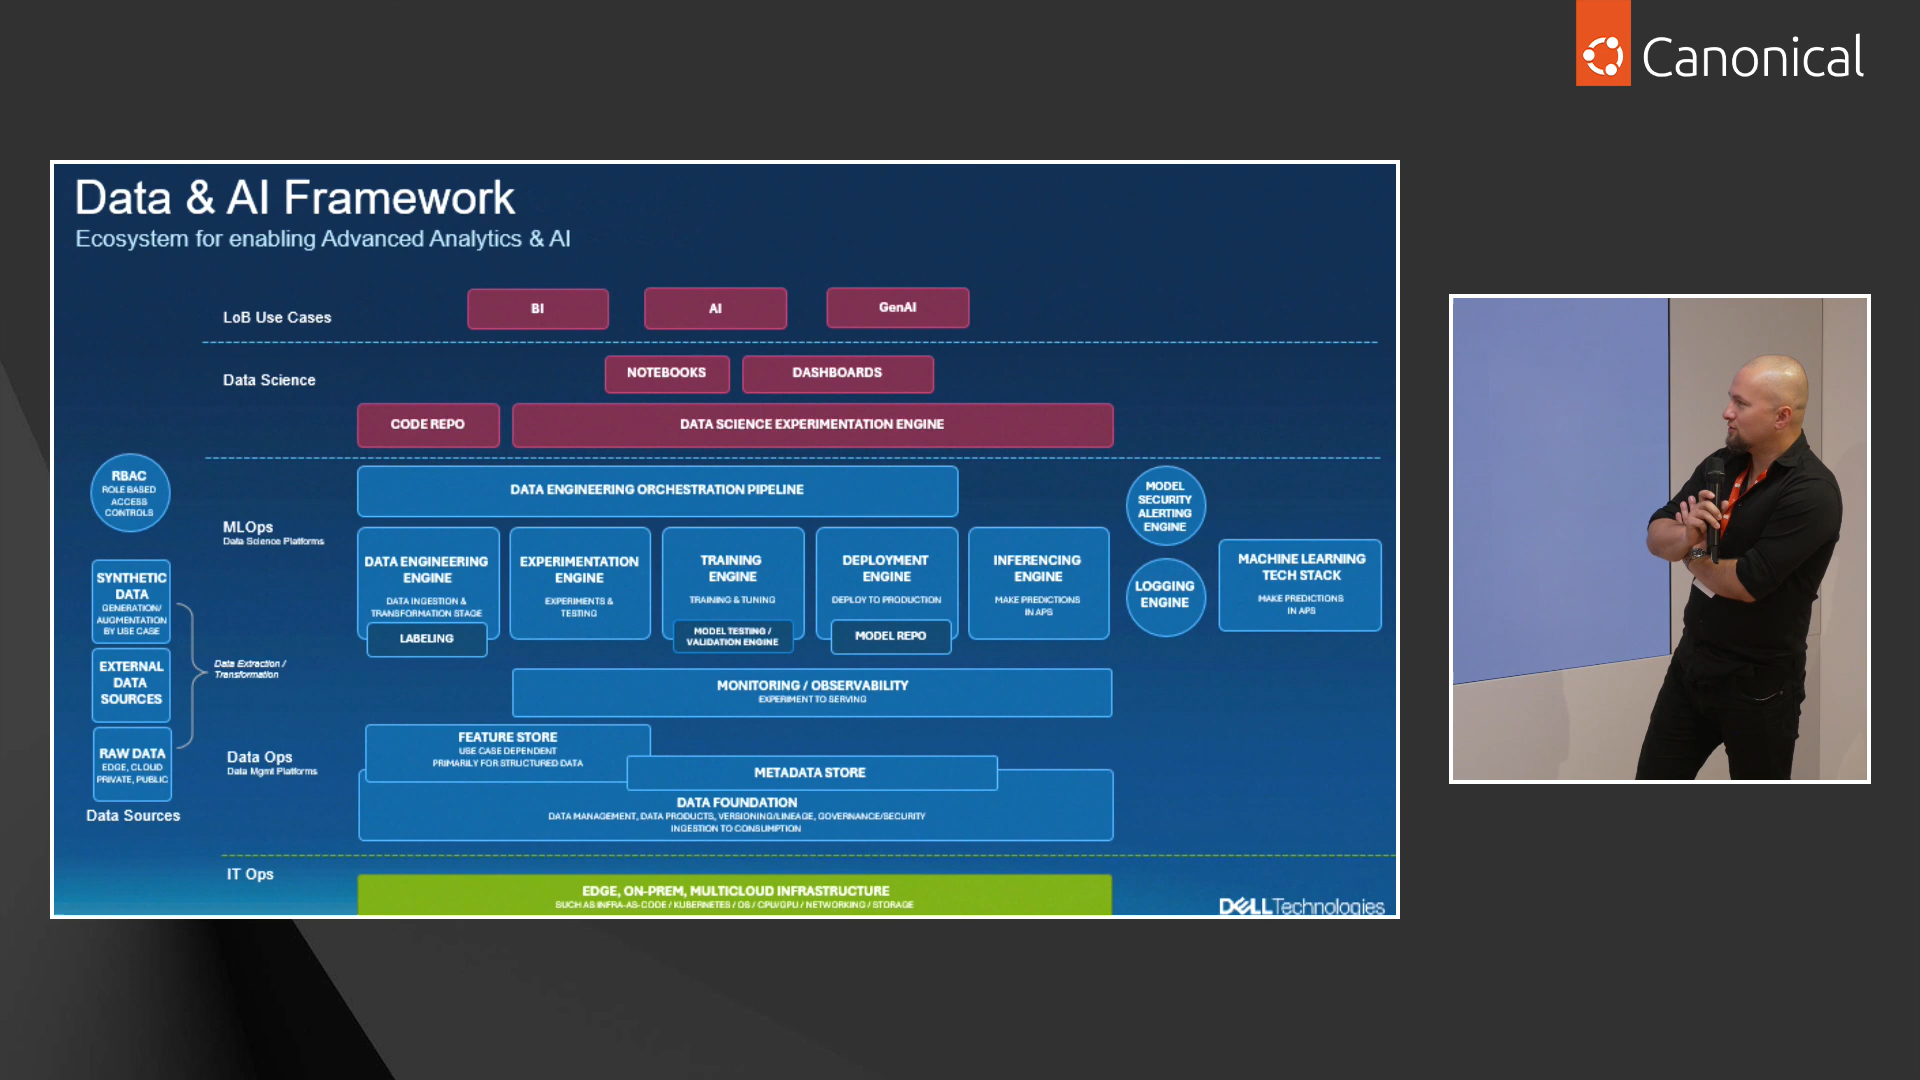 Canonical
Data & AI Framework
Ecosystem for enabling Advanced Analytics & AI
LoB Use Cases
BI
AI
GenAI
Data Science
NOTEBOOKS
DASHBOARDS
CODE REPO
DATA SCIENCE EXPERIMENTATION ENGINE
RBAC
ROLE BASED
ACCESS
CONTROLS
SYNTHETIC
DATA
GENERATION/
AUGMENTATION
BY USE CASE
EXTERNAL
DATA
SOURCES
RAW DATA
EDGE, CLOUD
PRIVATE, PUBLIC
Data Sources
Data Extraction /
Transformation
MLOps
Data Science Platforms
DATA ENGINEERING ORCHESTRATION PIPELINE
DATA ENGINEERING
ENGINE
DATA INGESTION &
TRANSFORMATION STAGE
LABELING
EXPERIMENTATION
ENGINE
EXPERIMENTS &
TESTING
TRAINING
ENGINE
TRAINING & TUNING
MODEL TESTING /
VALIDATION ENGINE
DEPLOYMENT
ENGINE
DEPLOY TO PRODUCTION
MODEL REPO
INFERENCING
ENGINE
MAKE PREDICTIONS
IN APS
MODEL
SECURITY
ALERTING
ENGINE
LOGGING
ENGINE
MACHINE LEARNING
TECH STACK
MAKE PREDICTIONS
IN APS
MONITORING / OBSERVABILITY
EXPERIMENT TO SERVING
Data Ops
Data Mgmt Platforms
FEATURE STORE
USE CASE DEPENDENT
PRIMARILY FOR STRUCTURED DATA
METADATA STORE
DATA FOUNDATION
DATA MANAGEMENT, DATA PRODUCTS, VERSIONING/LINEAGE, GOVERNANCE/SECURITY
INGESTION TO CONSUMPTION
IT Ops
EDGE, ON-PREM, MULTICLOUD INFRASTRUCTURE
SUCH AS INFRA-AS-CODE / KUBERNETES / OS / CPU/GPU / NETWORKING / STORAGE
DELLTechnologies